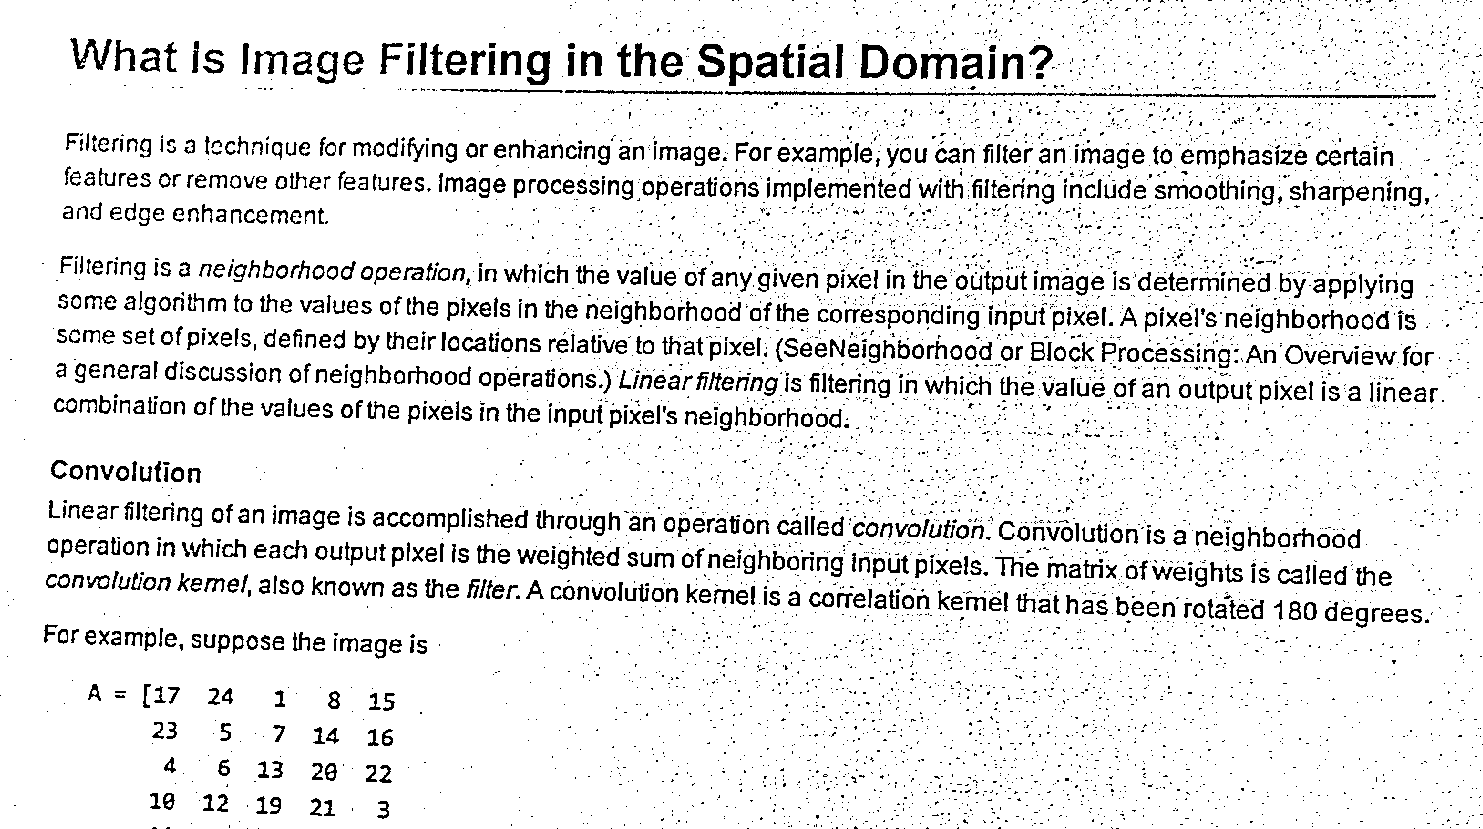 What Is Image Filtering in the Spatial Domain?
Filtering is a technique for modifying or enhancing an image. For example, you can filter an image to emphasize certain
features or remove other features. Image processing operations implemented with filtering include smoothing, sharpening,
and edge enhancement.
Filtering is a neighborhood operation, in which the value of any given pixel in the output image is determined by applying
some algorithm to the values of the pixels in the neighborhood of the corresponding input pixel. A pixel's neighborhood is
some set of pixels, defined by their locations relative to that pixel. (SeeNeighborhood or Block Processing: An Overview for
a general discussion of neighborhood operations.) Linear filtering is filtering in which the value of an output pixel is a linear
combination of the values of the pixels in the input pixel's neighborhood.
Convolution
Linear filtering of an image is accomplished through an operation called convolution. Convolution is a neighborhood
operation in which each output pixel is the weighted sum of neighboring input pixels. The matrix of weights is called the
convolution kernel, also known as the filter. A convolution kernel is a correlation kernel that has been rotated 180 degrees.
For example, suppose the image is
A = [17 24 1 8 15
23 5 7 14 16
4 6 13 20 22
10 12 19 21 3